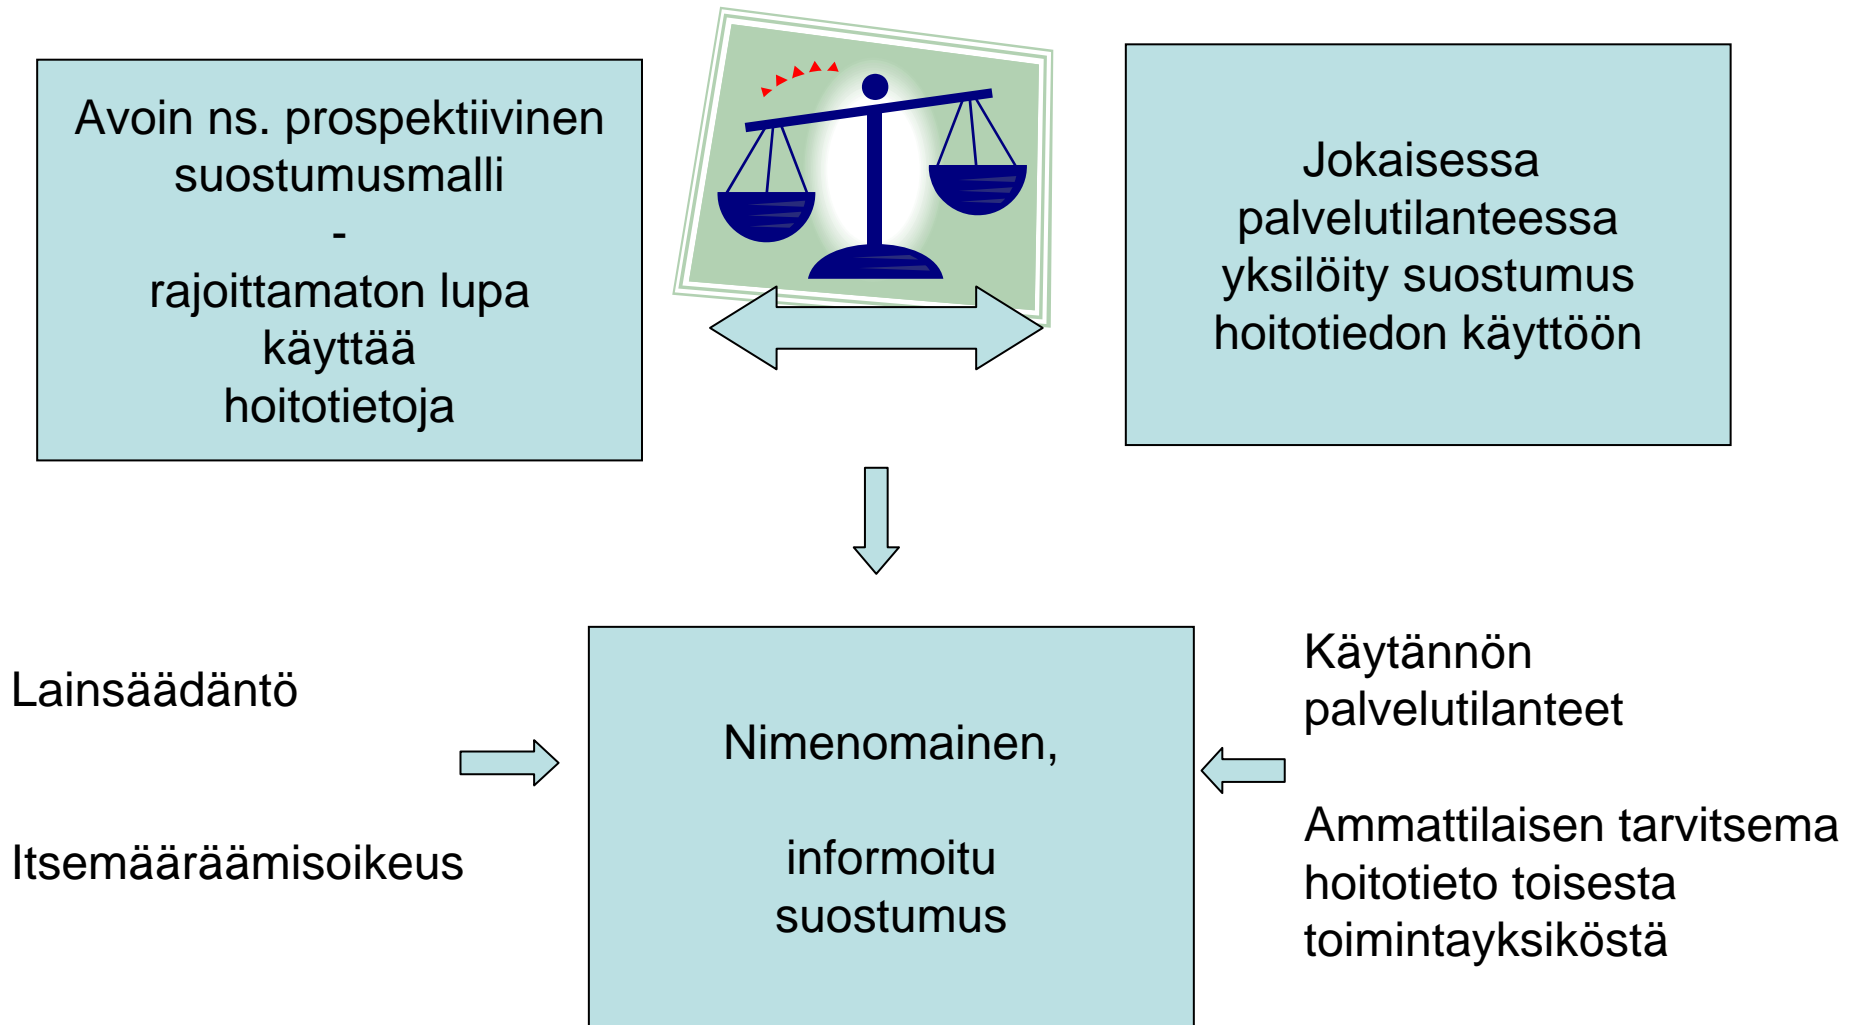 Avoin ns. prospektiivinen
suostumusmalli
-
rajoittamaton lupa
käyttää
hoitotietoja
Jokaisessa
palvelutilanteessa
yksilöity suostumus
hoitotiedon käyttöön
Lainsäädäntö
Itsemääräämisoikeus
Nimenomainen,
informoitu
suostumus
Käytännön
palvelutilanteet
Ammattilaisen tarvitsema
hoitotieto toisesta
toimintayksiköstä